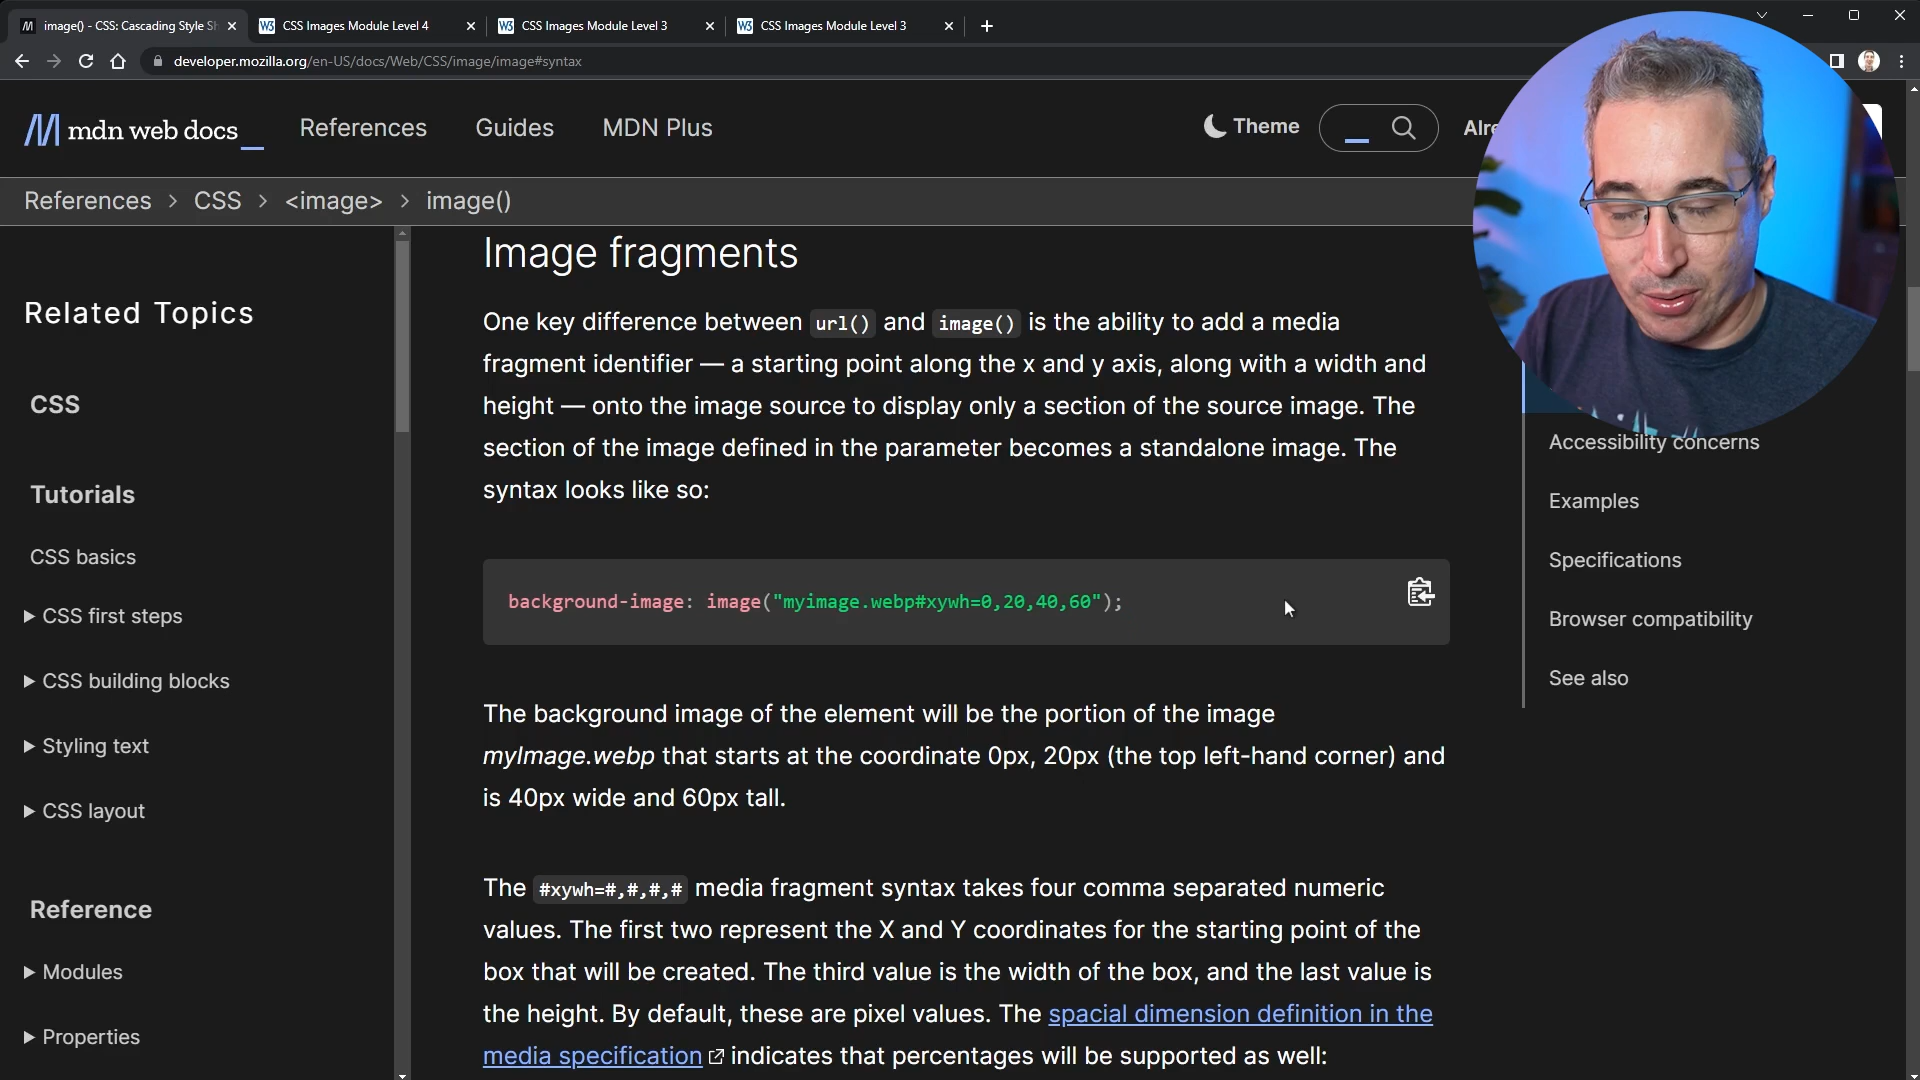 image() - CSS: Cascading Style Sh
CSS Images Module Level 4
CSS Images Module Level 3
CSS Images Module Level 3
developer.mozilla.org/en-US/docs/Web/CSS/image/image#syntax
mdn web docs
References
Guides
MDN Plus
Theme
Alre
References > CSS > <image> > image()
Related Topics
CSS
Tutorials
CSS basics
CSS first steps
CSS building blocks
Styling text
CSS layout
Reference
Modules
Properties
Image fragments
One key difference between url() and image() is the ability to add a media
fragment identifier — a starting point along the x and y axis, along with a width and
height — onto the image source to display only a section of the source image. The
section of the image defined in the parameter becomes a standalone image. The
syntax looks like so:
background-image: image("myimage.webp#xywh=0,20,40,60");
The background image of the element will be the portion of the image
myImage.webp that starts at the coordinate 0px, 20px (the top left-hand corner) and
is 40px wide and 60px tall.
The #xywh=#,#,#,# media fragment syntax takes four comma separated numeric
values. The first two represent the X and Y coordinates for the starting point of the
box that will be created. The third value is the width of the box, and the last value is
the height. By default, these are pixel values. The spacial dimension definition in the
media specification indicates that percentages will be supported as well:
Accessibility concerns
Examples
Specifications
Browser compatibility
See also